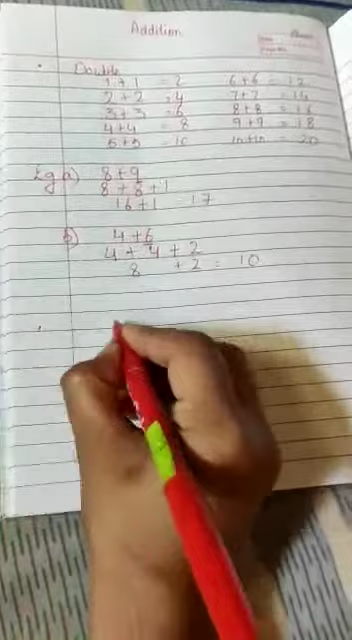 Addition
Double
1 + 1 = 2 6 + 6 = 12
2 + 2 = 4 7 + 7 = 14
3 + 3 = 6 8 + 8 = 16
4 + 4 = 8 9 + 9 = 18
5 + 5 = 10 10 + 10 = 20
Eg a) 8 + 9
8 + 8 + 1
16 + 1 = 17
b) 4 + 6
4 + 4 + 2
8 + 2 = 10